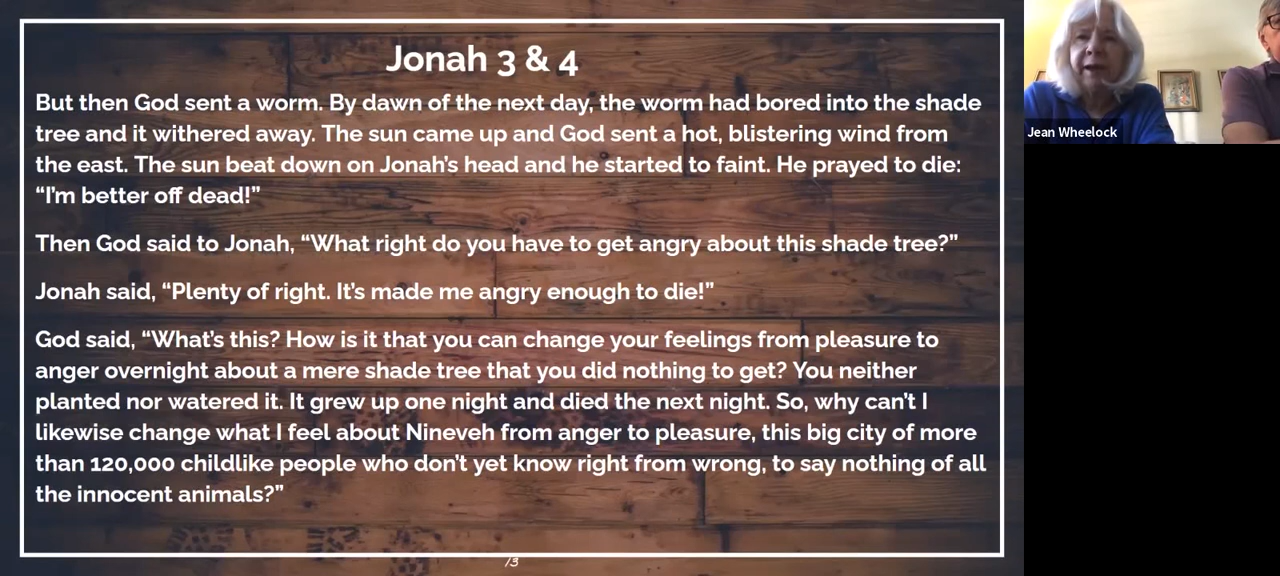 Jonah 3 & 4
But then God sent a worm. By dawn of the next day, the worm had bored into the shade
tree and it withered away. The sun came up and God sent a hot, blistering wind from
the east. The sun beat down on Jonah's head and he started to faint. He prayed to die:
“I'm better off dead!”
Then God said to Jonah, “What right do you have to get angry about this shade tree?”
Jonah said, “Plenty of right. It's made me angry enough to die!”
God said, “What's this? How is it that you can change your feelings from pleasure to
anger overnight about a mere shade tree that you did nothing to get? You neither
planted nor watered it. It grew up one night and died the next night. So, why can't I
likewise change what I feel about Nineveh from anger to pleasure, this big city of more
than 120,000 childlike people who don't yet know right from wrong, to say nothing of all
the innocent animals?”
Jean Wheelock